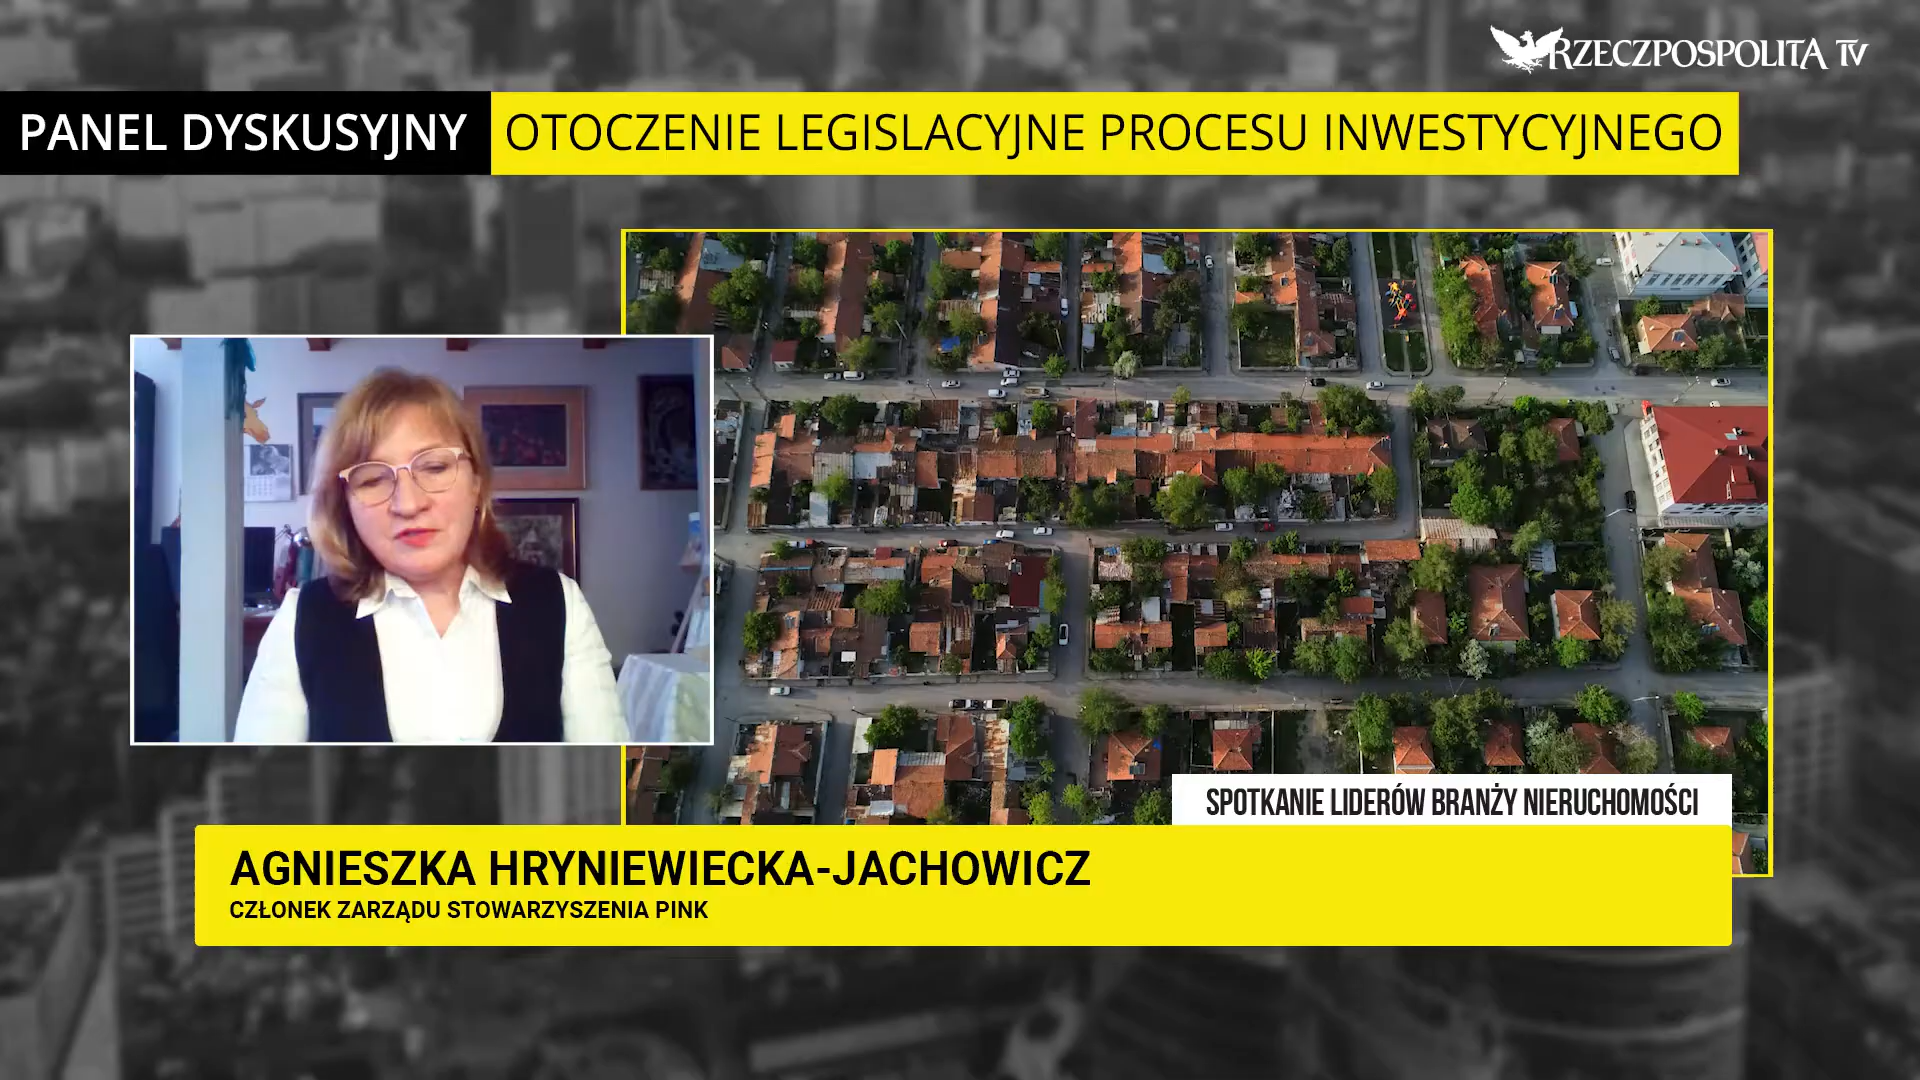 RZECZPOSPOLITA TV
PANEL DYSKUSYJNY OTOCZENIE LEGISLACYJNE PROCESU INWESTYCYJNEGO
SPOTKANIE LIDERÓW BRANŻY NIERUCHOMOŚCI
AGNIESZKA HRYNIEWIECKA-JACHOWICZ
CZŁONEK ZARZĄDU STOWARZYSZENIA PINK